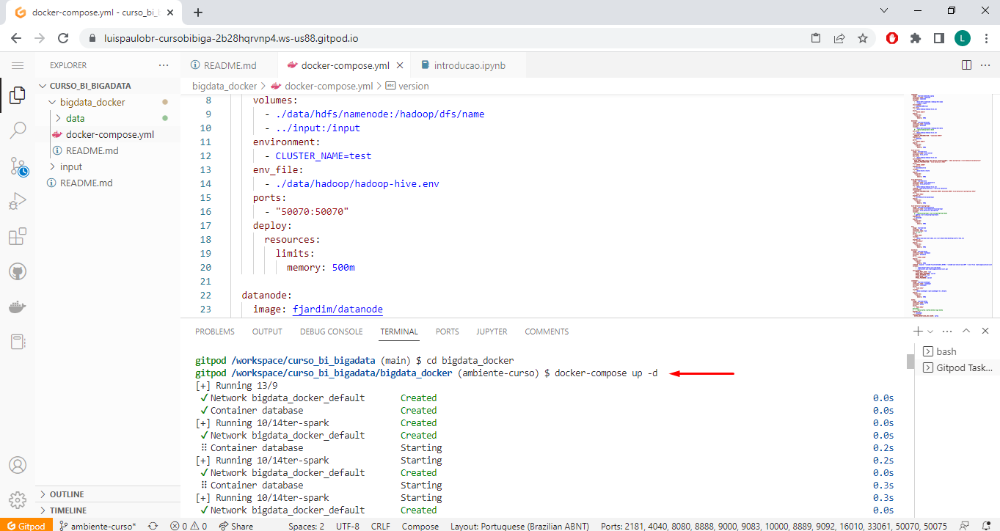 docker-compose.yml - curso_bi_b
luispaulobr-cursobibiga-2b28hqrvnp4.ws-us88.gitpod.io
L
EXPLORER
CURSO_BI_BIGADATA
bigdata_docker
data
docker-compose.yml
README.md
input
README.md
OUTLINE
TIMELINE
README.md
docker-compose.yml
introducao.ipynb
bigdata_docker > docker-compose.yml > version
8 volumes:
9 - ./data/hdfs/namenode:/hadoop/dfs/name
10 - ../input:/input
11 environment:
12 - CLUSTER_NAME=test
13 env_file:
14 - ./data/hadoop/hadoop-hive.env
15 ports:
16 - "50070:50070"
17 deploy:
18 resources:
19 limits:
20 memory: 500m
21
22 datanode:
23 image: fjardim/datanode
PROBLEMS OUTPUT DEBUG CONSOLE TERMINAL PORTS JUPYTER COMMENTS
gitpod /workspace/curso_bi_bigadata (main) $ cd bigdata_docker
gitpod /workspace/curso_bi_bigadata/bigdata_docker (ambiente-curso) $ docker-compose up -d
[+] Running 13/9
✓ Network bigdata_docker_default Created 0.0s
✓ Container database Created 0.0s
[+] Running 10/14ter-spark Created 0.0s
✓ Network bigdata_docker_default Created 0.0s
⠿ Container database Starting 0.2s
[+] Running 10/14ter-spark Starting 0.2s
✓ Network bigdata_docker_default Created 0.0s
⠿ Container database Starting 0.3s
[+] Running 10/14ter-spark Starting 0.3s
✓ Network bigdata_docker_default Created 0.0s
bash
Gitpod Task...
Gitpod ambiente-curso* 0 0 Share Spaces: 2 UTF-8 CRLF Compose Layout: Portuguese (Brazilian ABNT) Ports: 2181, 4040, 8080, 8888, 9000, 9083, 10000, 8889, 9092, 16010, 33061, 50070, 50075